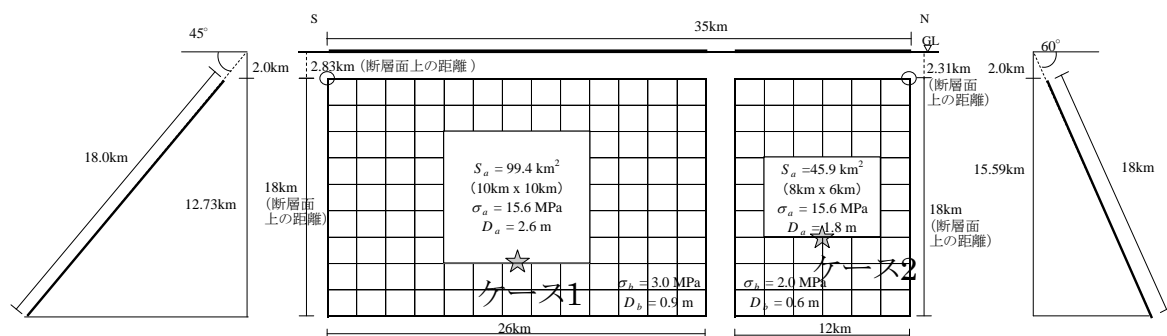 S
N
35km
GL
45°
2.0km
2.83km (断層面上の距離 )
18.0km
12.73km
18km
(断層面
上の距離)
S_a = 99.4 km²
(10km x 10km)
σ_a = 15.6 MPa
D_a = 2.6 m
ケース1
σ_b = 3.0 MPa
D_b = 0.9 m
26km
S_a =45.9 km²
(8km x 6km)
σ_a = 15.6 MPa
D_a = 1.8 m
ケース2
σ_b = 2.0 MPa
D_b = 0.6 m
12km
2.31km
(断層面
上の距離)
18km
(断層面
上の距離)
60°
2.0km
15.59km
18km